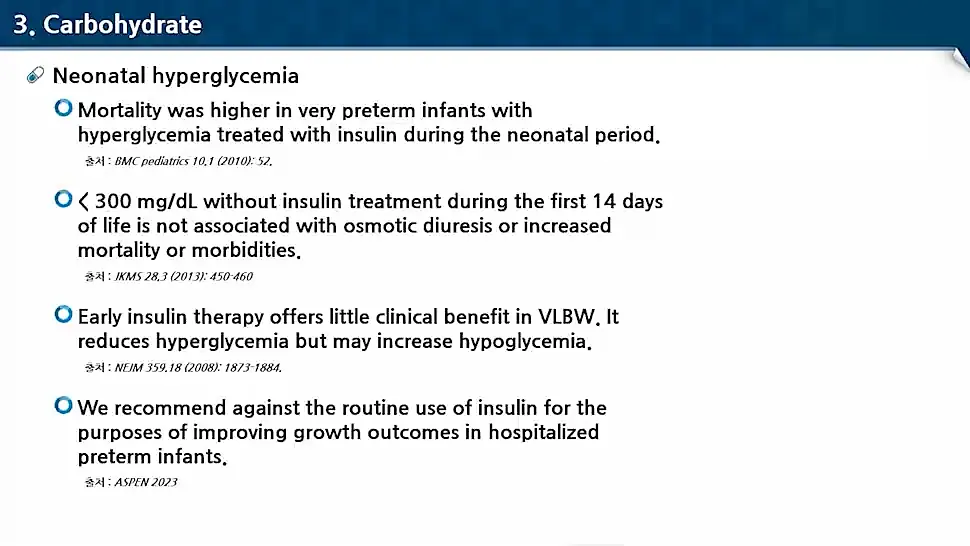 3. Carbohydrate
Neonatal hyperglycemia
Mortality was higher in very preterm infants with
hyperglycemia treated with insulin during the neonatal period.
출처 : BMC pediatrics 10.1 (2010): 52.
< 300 mg/dL without insulin treatment during the first 14 days
of life is not associated with osmotic diuresis or increased
mortality or morbidities.
출처 : JKMS 28.3 (2013): 450-460
Early insulin therapy offers little clinical benefit in VLBW. It
reduces hyperglycemia but may increase hypoglycemia.
출처 : NEJM 359.18 (2008): 1873-1884.
We recommend against the routine use of insulin for the
purposes of improving growth outcomes in hospitalized
preterm infants.
출처 : ASPEN 2023